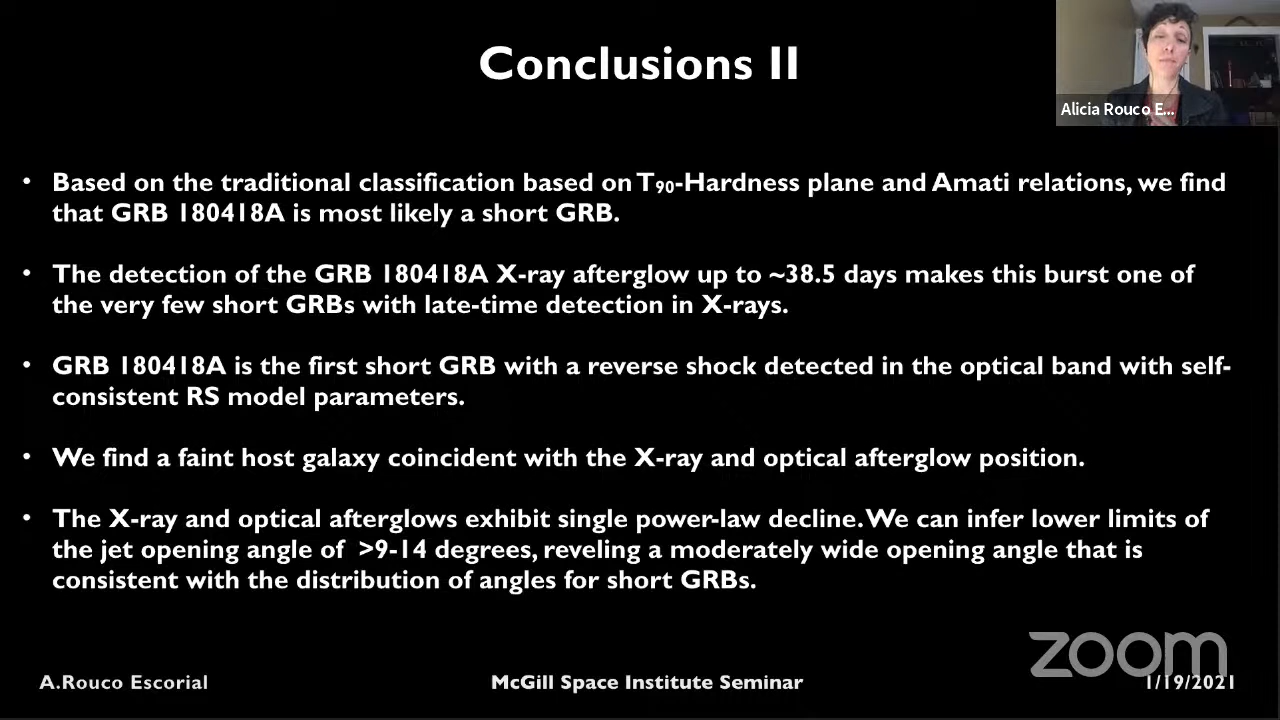 Conclusions II
Alicia Rouco E...
• Based on the traditional classification based on T₉₀-Hardness plane and Amati relations, we find
that GRB 180418A is most likely a short GRB.
• The detection of the GRB 180418A X-ray afterglow up to ~38.5 days makes this burst one of
the very few short GRBs with late-time detection in X-rays.
• GRB 180418A is the first short GRB with a reverse shock detected in the optical band with self-
consistent RS model parameters.
• We find a faint host galaxy coincident with the X-ray and optical afterglow position.
• The X-ray and optical afterglows exhibit single power-law decline. We can infer lower limits of
the jet opening angle of >9-14 degrees, reveling a moderately wide opening angle that is
consistent with the distribution of angles for short GRBs.
zoom
A.Rouco Escorial
McGill Space Institute Seminar
1/19/2021